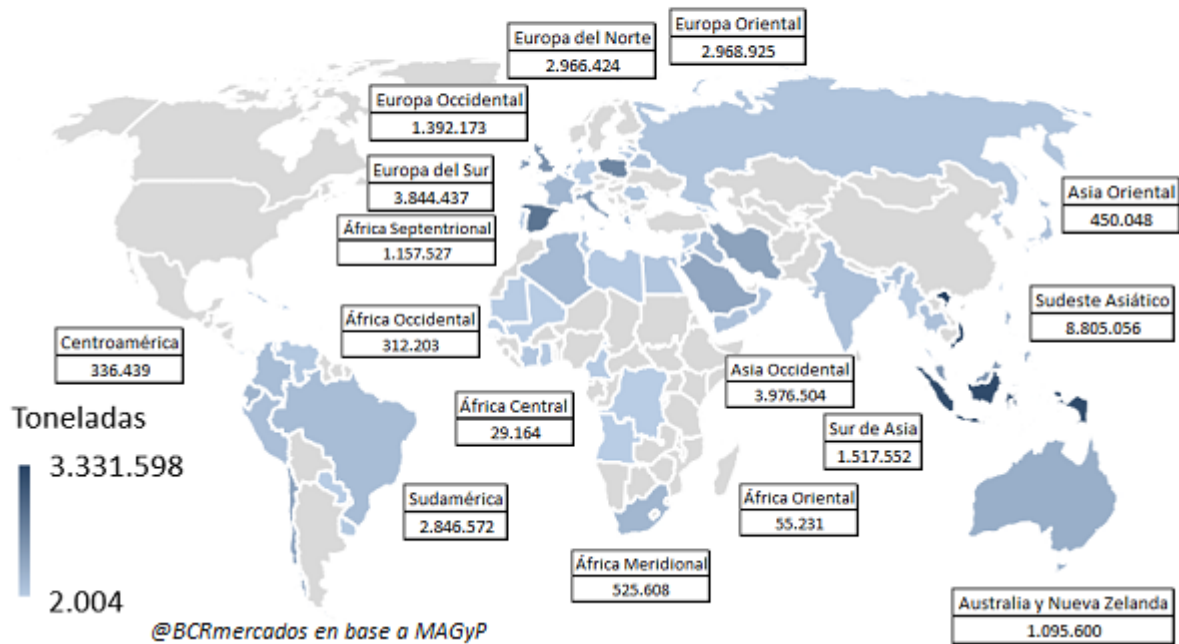 Europa del Norte
2.966.424
Europa Oriental
2.968.925
Europa Occidental
1.392.173
Europa del Sur
3.844.437
África Septentrional
1.157.527
Asia Oriental
450.048
Sudeste Asiático
8.805.056
Centroamérica
336.439
África Occidental
312.203
Asia Occidental
3.976.504
África Central
29.164
Sur de Asia
1.517.552
Toneladas
3.331.598
2.004
Sudamérica
2.846.572
África Oriental
55.231
África Meridional
525.608
Australia y Nueva Zelanda
1.095.600
@BCRmercados en base a MAGyP